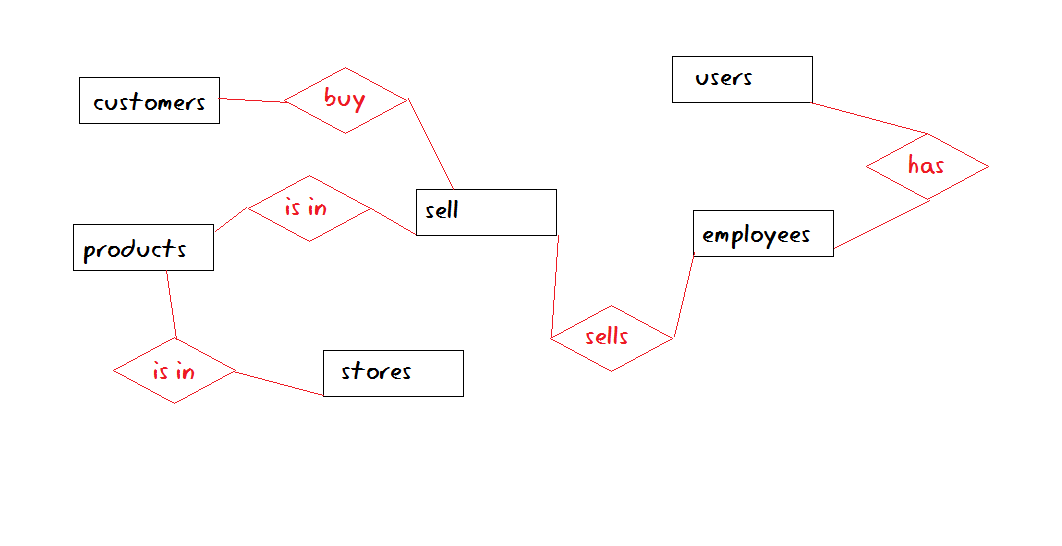 customers
buy
users
has
is in
sell
products
employees
sells
is in
stores